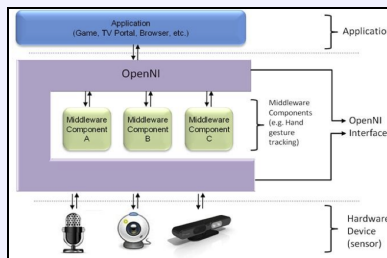 Application
(Game, TV Portal, Browser, etc.)
Application
OpenNI
Middleware
Component
A
Middleware
Component
B
Middleware
Component
C
Middleware
Components
(e.g. Hand
gesture
tracking)
OpenNI
Interface
Hardware
Device
(sensor)